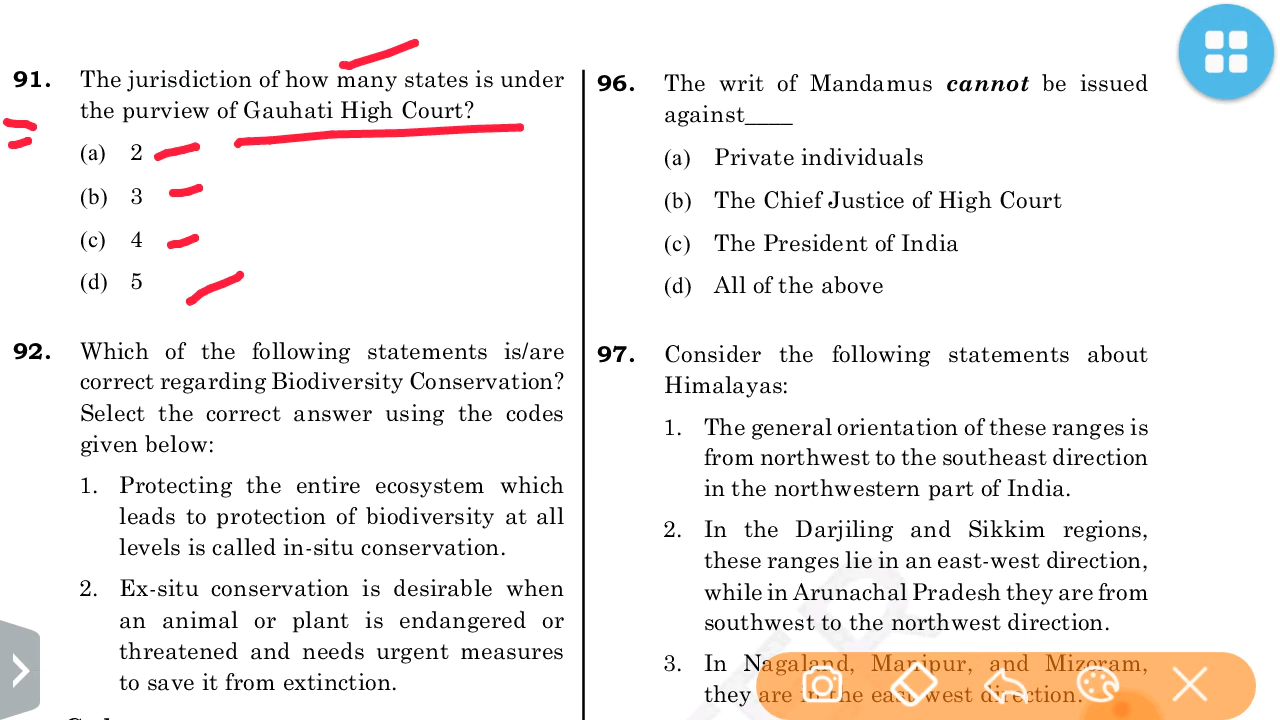 91. The jurisdiction of how many states is under
the purview of Gauhati High Court?
(a) 2
(b) 3
(c) 4
(d) 5
92. Which of the following statements is/are
correct regarding Biodiversity Conservation?
Select the correct answer using the codes
given below:
1. Protecting the entire ecosystem which
leads to protection of biodiversity at all
levels is called in-situ conservation.
2. Ex-situ conservation is desirable when
an animal or plant is endangered or
threatened and needs urgent measures
to save it from extinction.
96. The writ of Mandamus cannot be issued
against____
(a) Private individuals
(b) The Chief Justice of High Court
(c) The President of India
(d) All of the above
97. Consider the following statements about
Himalayas:
1. The general orientation of these ranges is
from northwest to the southeast direction
in the northwestern part of India.
2. In the Darjiling and Sikkim regions,
these ranges lie in an east-west direction,
while in Arunachal Pradesh they are from
southwest to the northwest direction.
3. In Nagaland, Manipur, and Mizoram,
they are in the east west direction.